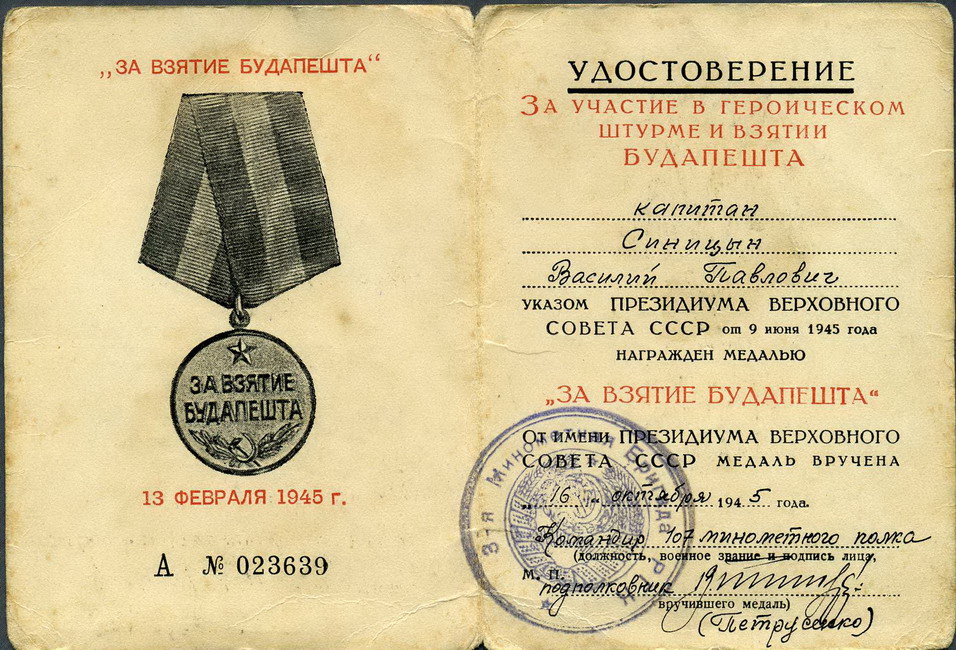 „ЗА ВЗЯТИЕ БУДАПЕШТА“
ЗА ВЗЯТИЕ
БУДАПЕШТА
13 ФЕВРАЛЯ 1945 г.
А № 023639
УДОСТОВЕРЕНИЕ
ЗА УЧАСТИЕ В ГЕРОИЧЕСКОМ
ШТУРМЕ И ВЗЯТИИ
БУДАПЕШТА
капитан
Синицын
Василий Павлович
УКАЗОМ ПРЕЗИДИУМА ВЕРХОВНОГО
СОВЕТА СССР от 9 июня 1945 года
НАГРАЖДЕН МЕДАЛЬЮ
„ЗА ВЗЯТИЕ БУДАПЕШТА“
ОТ ИМЕНИ ПРЕЗИДИУМА ВЕРХОВНОГО
СОВЕТА СССР МЕДАЛЬ ВРУЧЕНА
„16„ октября 1945 года.
Командир 107 минометного полка
(должность, военное звание и подпись лица,
М. П.
подполковник
вручившего медаль)
(Петрусенко)
Минометная Бригада